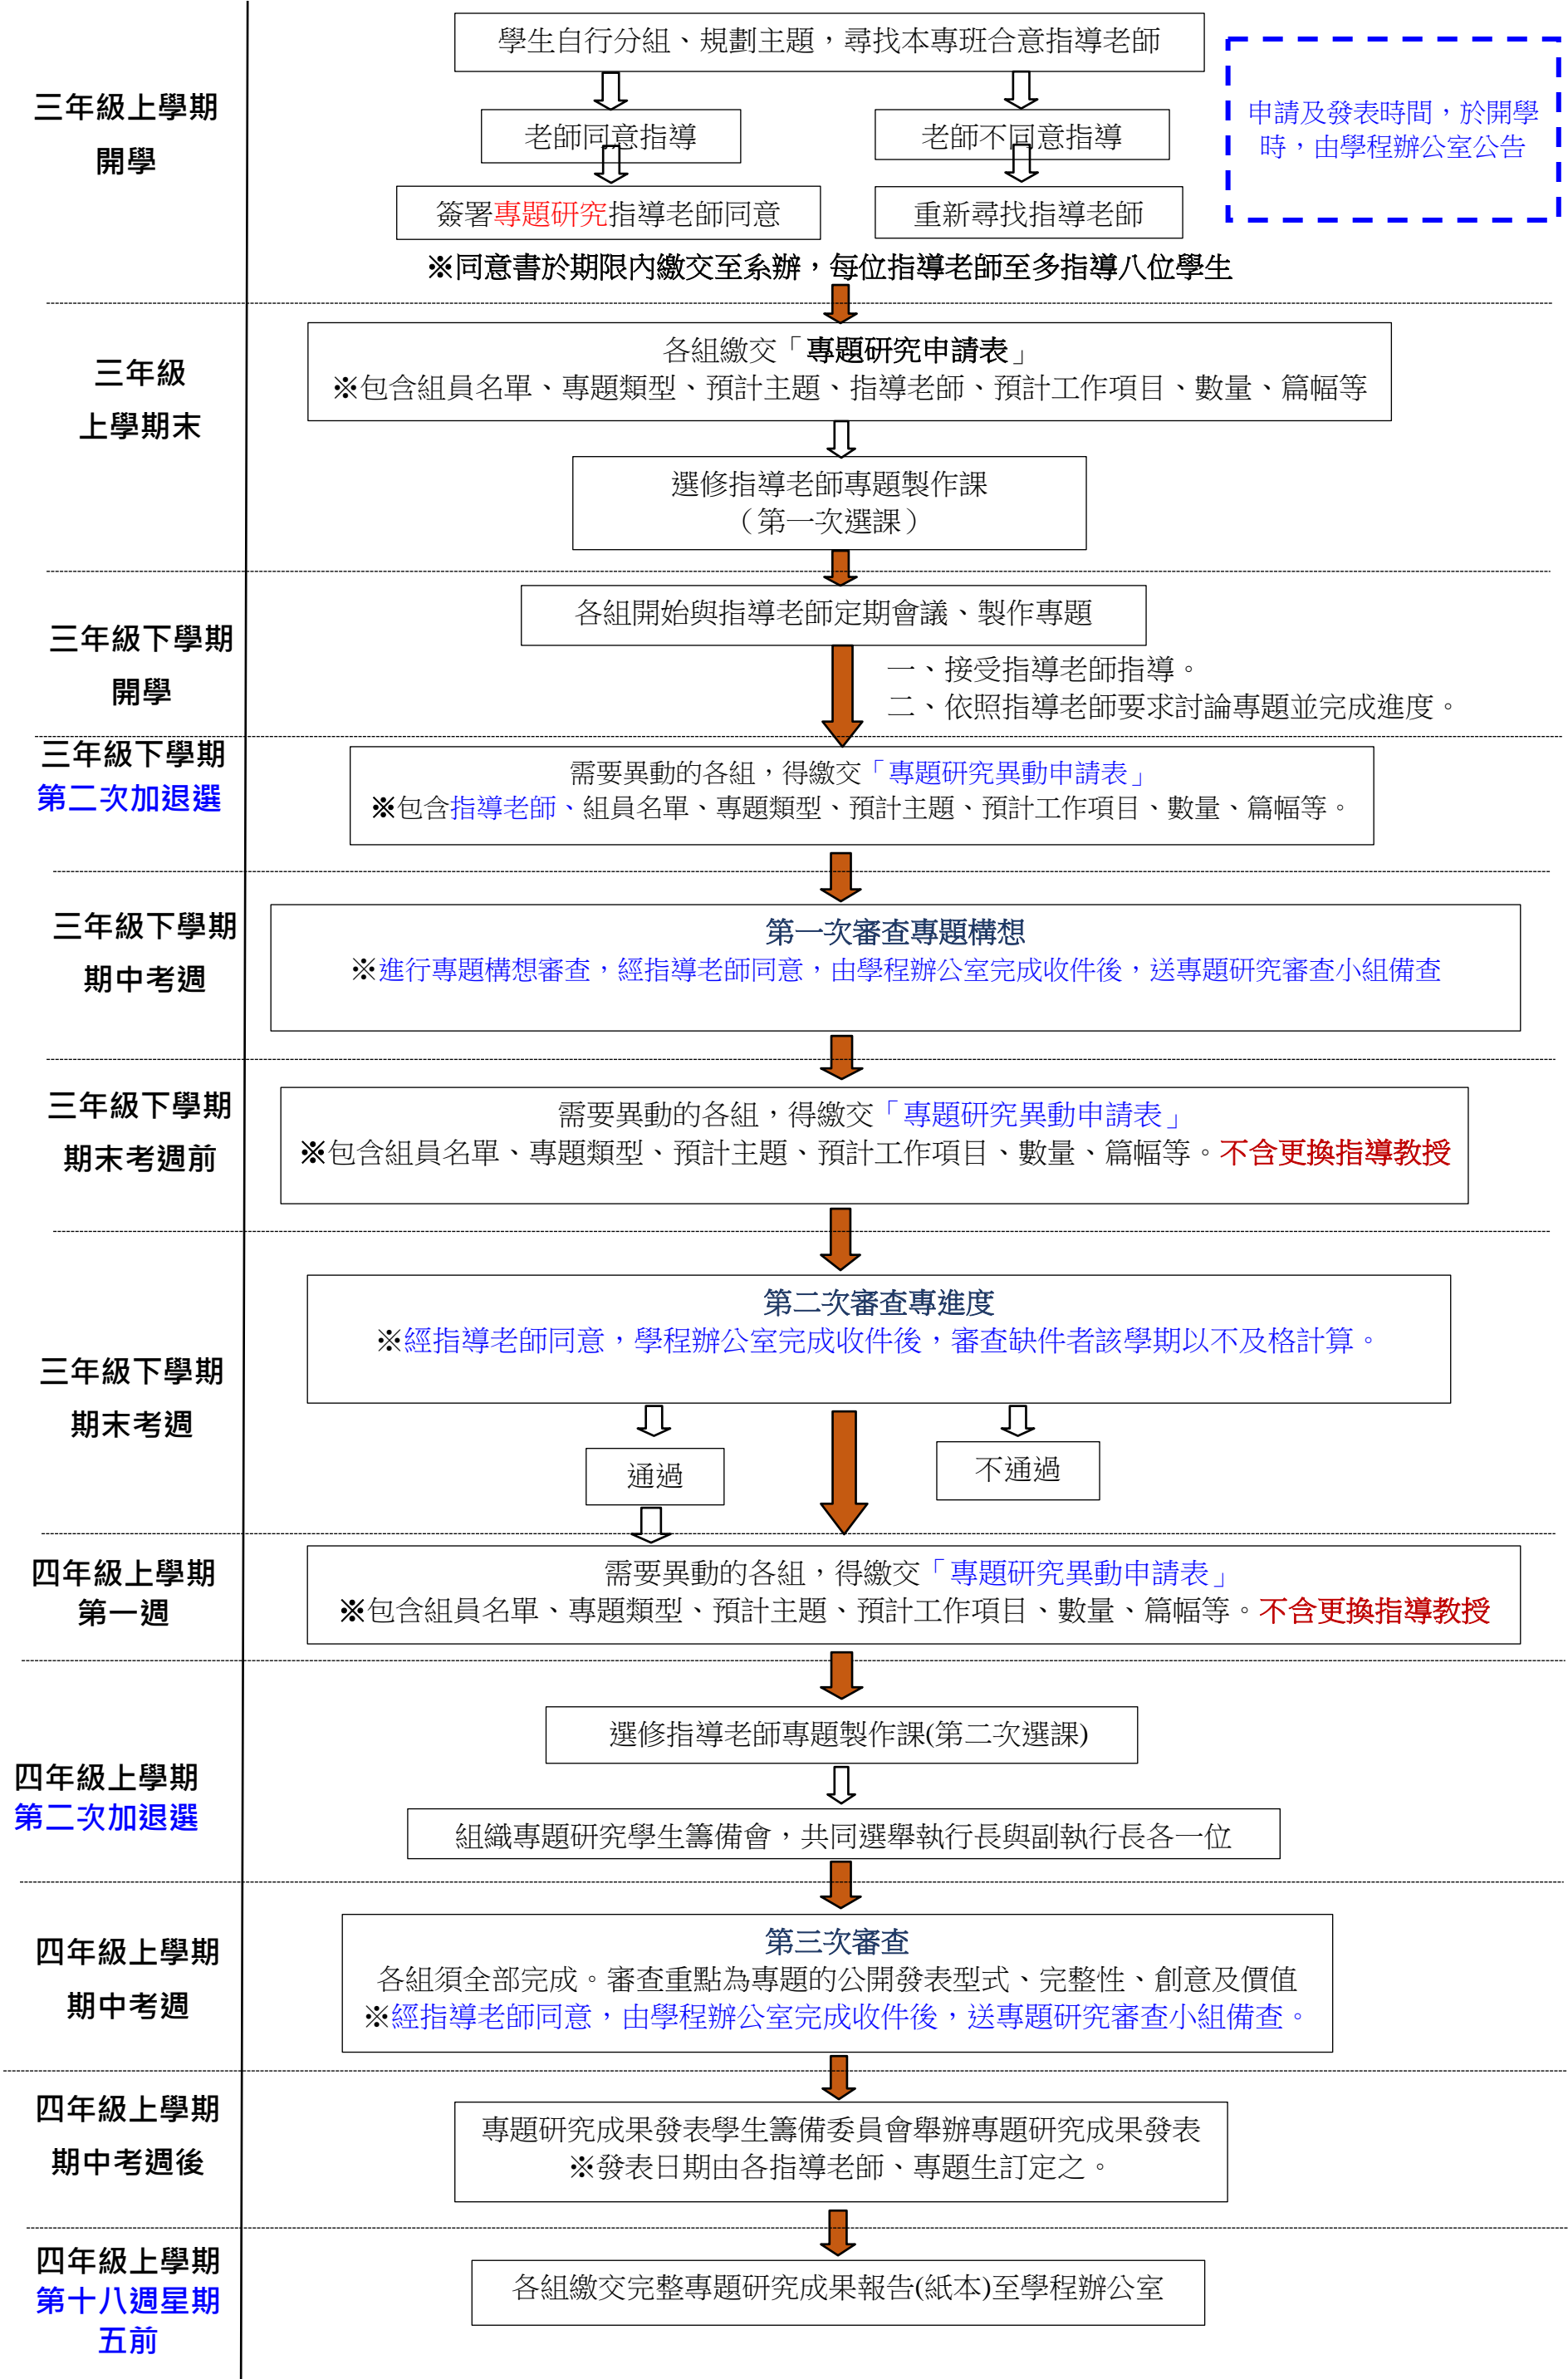 學生自行分組、規劃主題，尋找本專班合意指導老師
三年級上學期
開學
老師同意指導
老師不同意指導
申請及發表時間，於開學
時，由學程辦公室公告
簽署專題研究指導老師同意
重新尋找指導老師
※同意書於期限內繳交至系辦，每位指導老師至多指導八位學生
三年級
上學期末
各組繳交「專題研究申請表」
※包含組員名單、專題類型、預計主題、指導老師、預計工作項目、數量、篇幅等
選修指導老師專題製作課
（第一次選課）
三年級下學期
開學
各組開始與指導老師定期會議、製作專題
一、接受指導老師指導。
二、依照指導老師要求討論專題並完成進度。
三年級下學期
第二次加退選
需要異動的各組，得繳交「專題研究異動申請表」
※包含指導老師、組員名單、專題類型、預計主題、預計工作項目、數量、篇幅等。
三年級下學期
期中考週
第一次審查專題構想
※進行專題構想審查，經指導老師同意，由學程辦公室完成收件後，送專題研究審查小組備查
三年級下學期
期末考週前
需要異動的各組，得繳交「專題研究異動申請表」
※包含組員名單、專題類型、預計主題、預計工作項目、數量、篇幅等。不含更換指導教授
三年級下學期
期末考週
第二次審查專進度
※經指導老師同意，學程辦公室完成收件後，審查缺件者該學期以不及格計算。
通過
不通過
四年級上學期
第一週
需要異動的各組，得繳交「專題研究異動申請表」
※包含組員名單、專題類型、預計主題、預計工作項目、數量、篇幅等。不含更換指導教授
四年級上學期
第二次加退選
選修指導老師專題製作課(第二次選課)
組織專題研究學生籌備會，共同選舉執行長與副執行長各一位
四年級上學期
期中考週
第三次審查
各組須全部完成。審查重點為專題的公開發表型式、完整性、創意及價值
※經指導老師同意，由學程辦公室完成收件後，送專題研究審查小組備查。
四年級上學期
期中考週後
專題研究成果發表學生籌備委員會舉辦專題研究成果發表
※發表日期由各指導老師、專題生訂定之。
四年級上學期
第十八週星期
五前
各組繳交完整專題研究成果報告(紙本)至學程辦公室